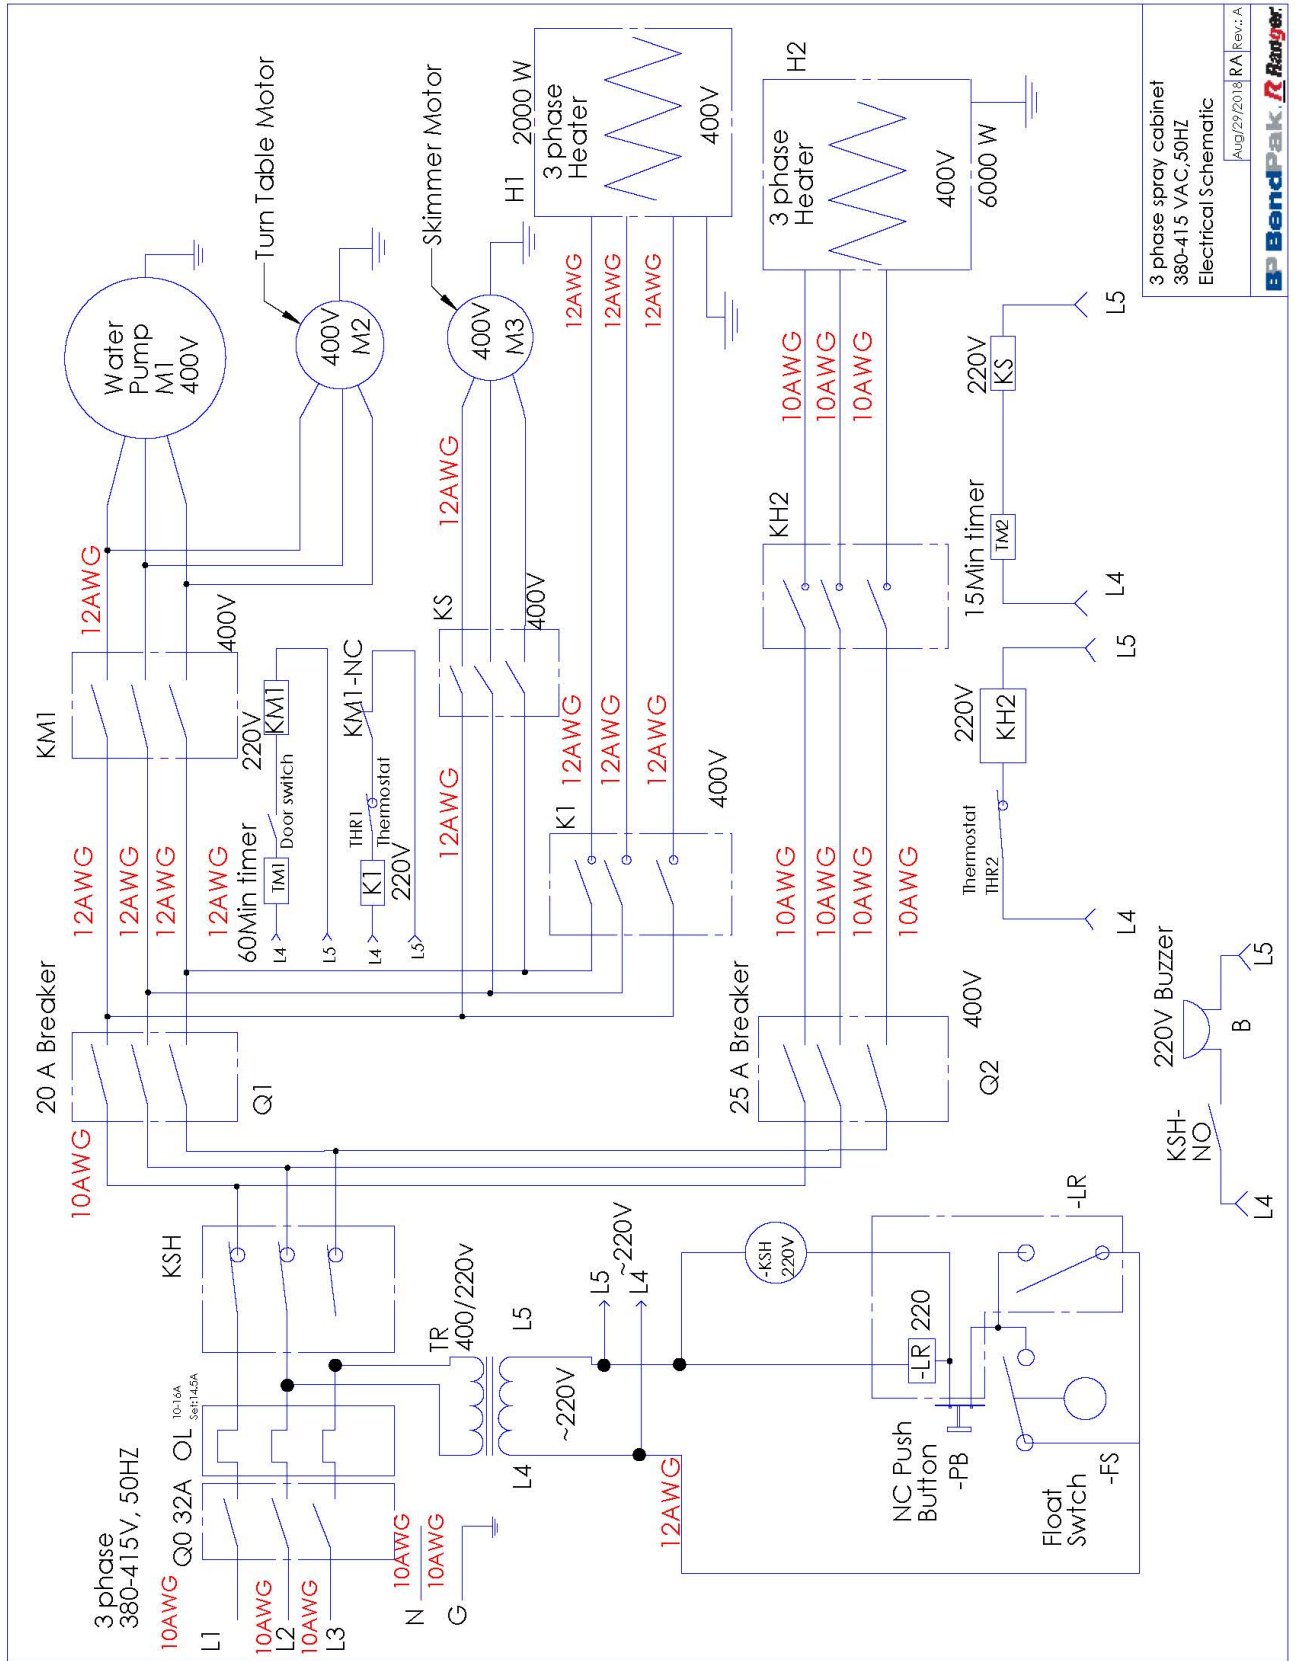 3 phase
380-415V, 50HZ
10AWG
Q0 32A
OL
10-16A
Set:14.5A
L1
10AWG
L2
10AWG
L3
10AWG
N
10AWG
G
KSH
10AWG
20 A Breaker
Q1
12AWG
12AWG
12AWG
12AWG
KM1
400V
12AWG
Water
Pump
M1
400V
Turn Table Motor
400V
M2
60Min timer
220V
L4
TM1
Door switch
KM1
L5
THR1
Thermostat
KM1-NC
L4
K1
220V
L5
12AWG
KS
400V
12AWG
Skimmer Motor
400V
M3
K1
400V
12AWG
12AWG
12AWG
12AWG
12AWG
12AWG
H1
2000 W
3 phase
Heater
400V
TR
400/220v
L4
L5
~220V
L5
L4
~220V
12AWG
-KSH
220V
NC Push
Button
-PB
-LR
220
-LR
Float
Swtch
-FS
25 A Breaker
Q2
400V
10AWG
10AWG
10AWG
10AWG
KH2
10AWG
10AWG
10AWG
H2
3 phase
Heater
400V
6000 W
Thermostat
THR2
220V
KH2
L4
L5
15Min timer
TM2
220V
KS
L4
L5
KSH-
NO
220V Buzzer
B
L4
L5
3 phase spray cabinet
380-415 VAC,50HZ
Electrical Schematic
Aug/29/2018
RA
Rev.: A
BP BendPak. R Ranger.